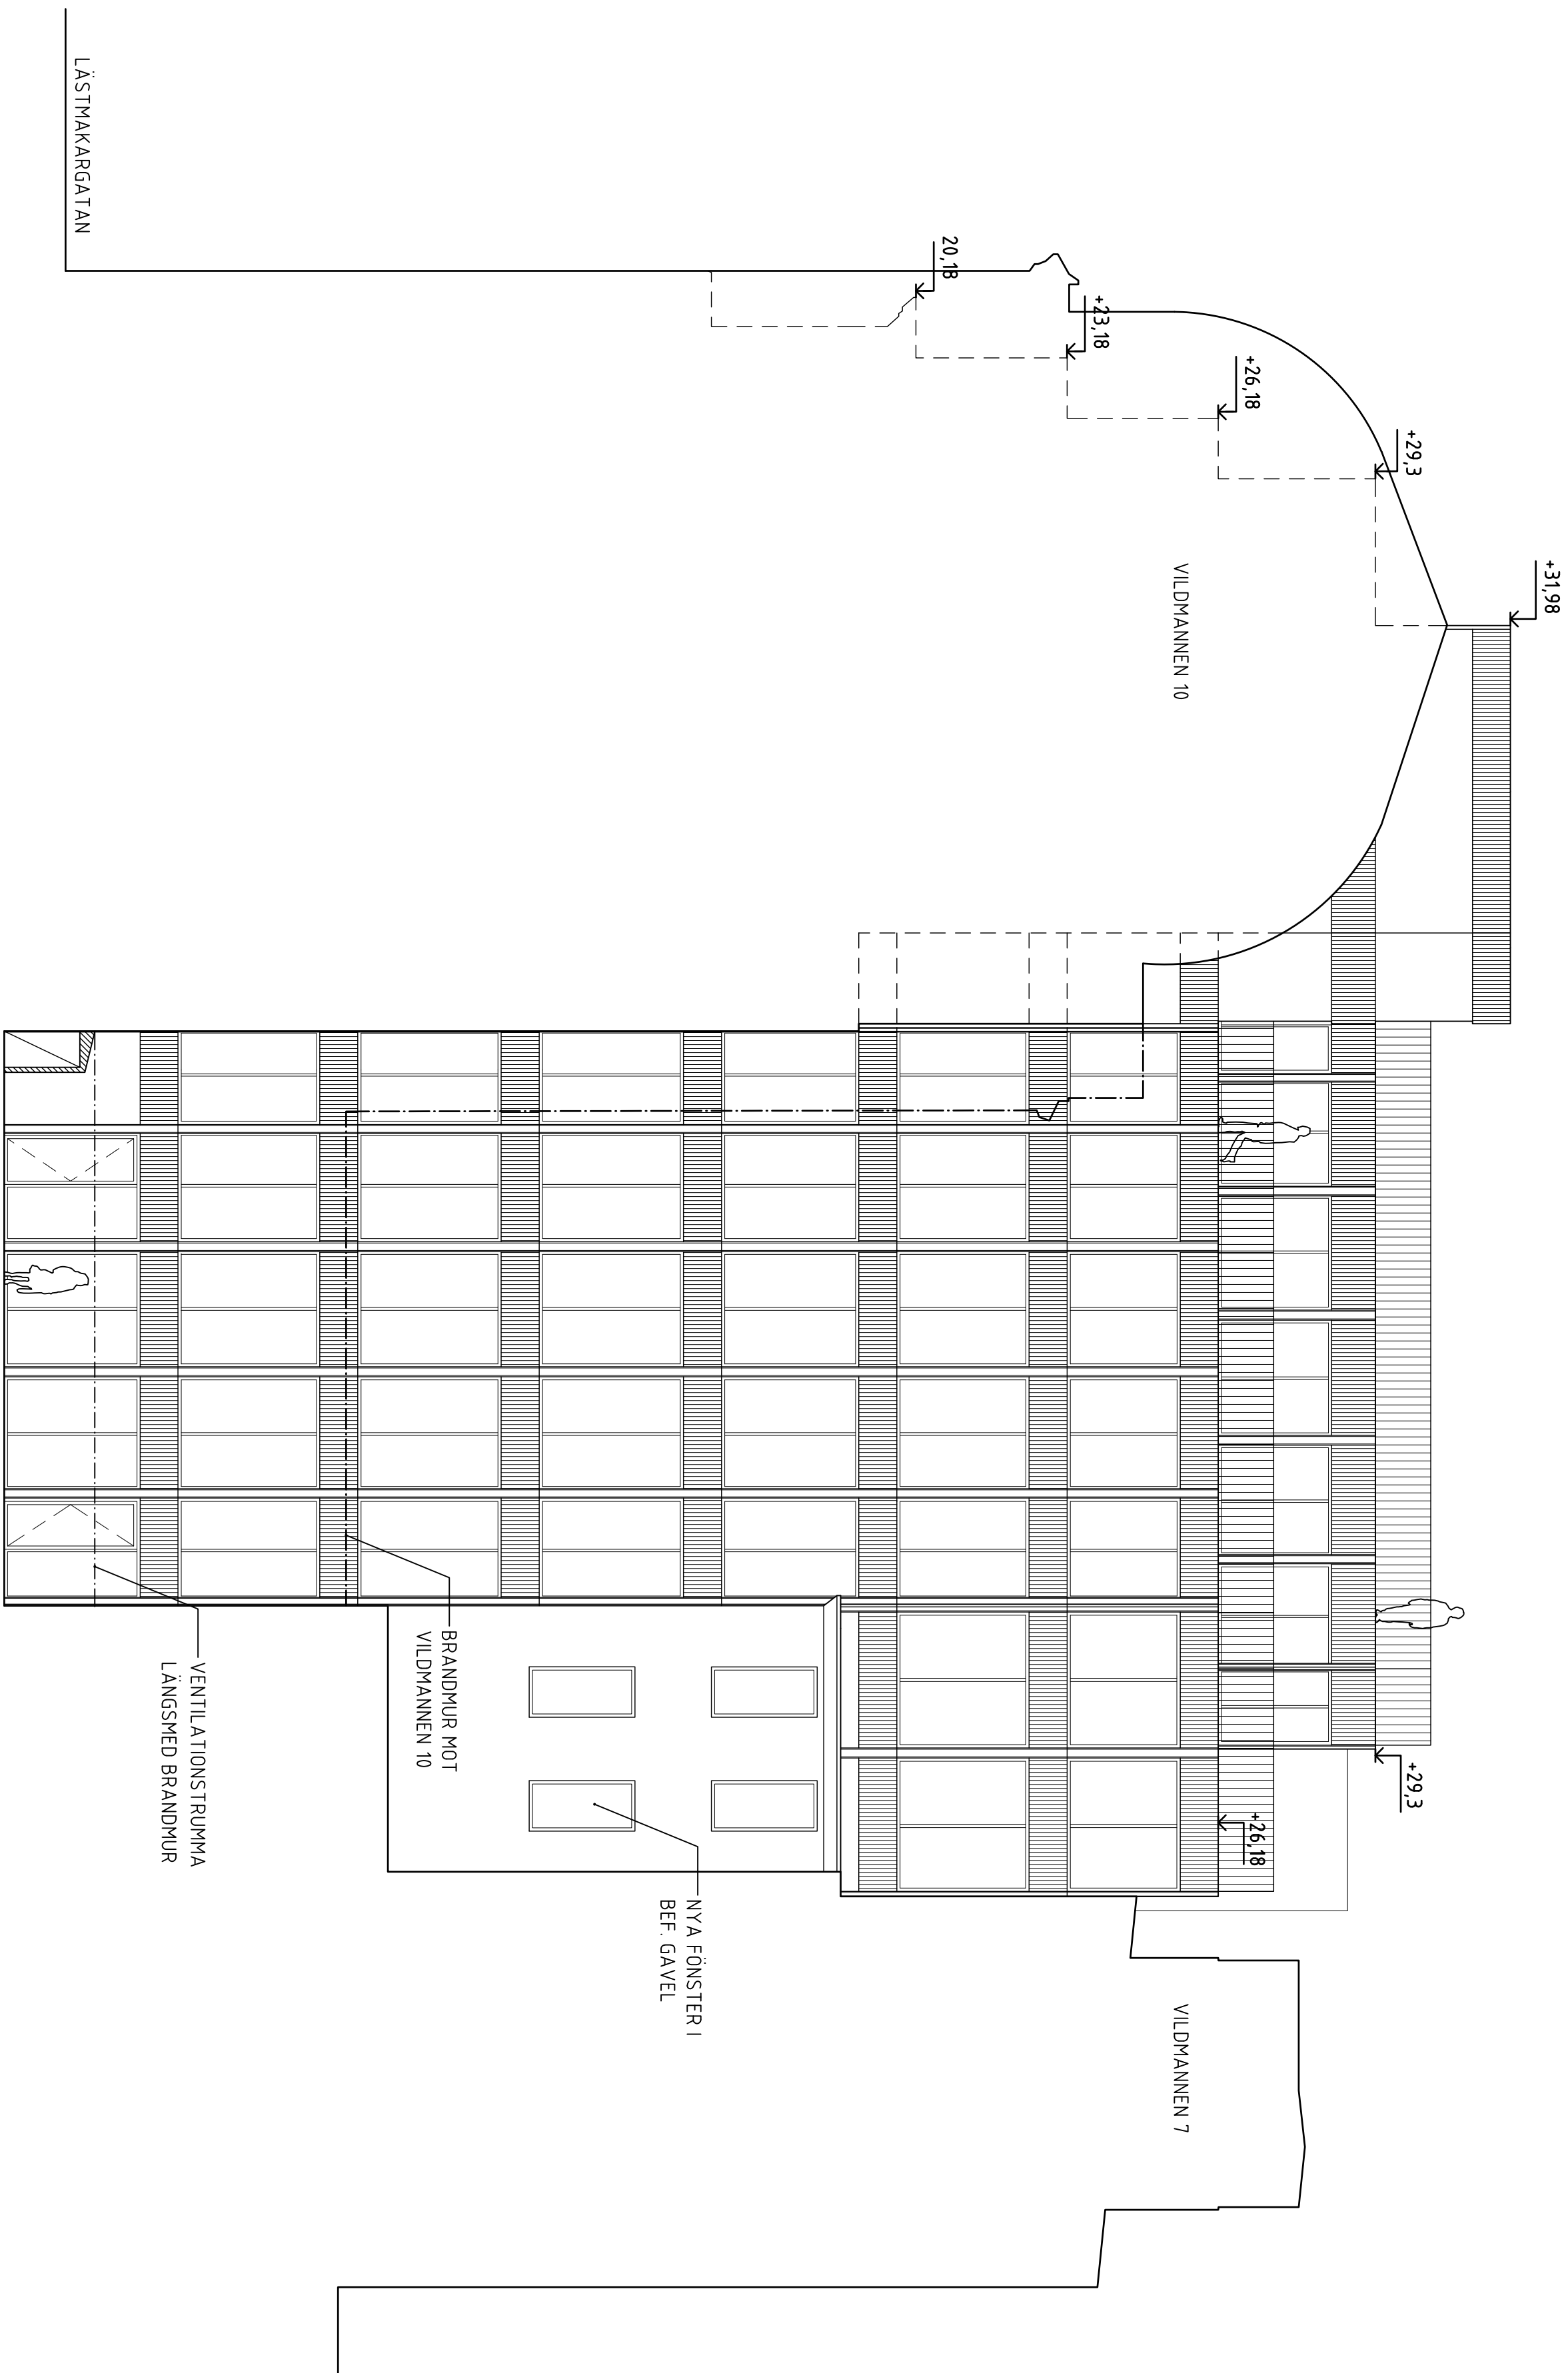 +31,98
+29,3
+26,18
+23,18
20,18
VILDMANNEN 10
LÄSTMAKARGATAN
+29,3
+26,18
VILDMANNEN 7
NYA FÖNSTER I
BEF. GAVEL
BRANDMUR MOT
VILDMANNEN 10
VENTILATIONSTRUMMA
LÄNGSMED BRANDMUR